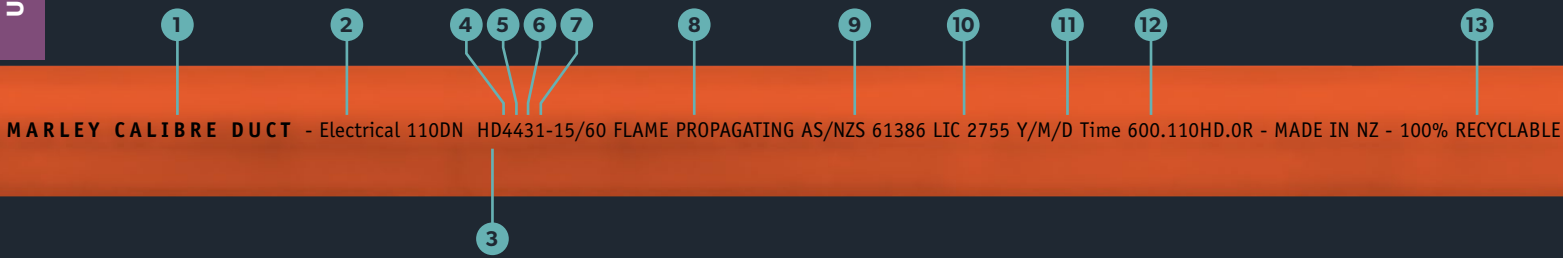 U
1 2 4 5 6 7 8 9 10 11 12 13
MARLEY CALIBRE DUCT - Electrical 110DN HD4431-15/60 FLAME PROPAGATING AS/NZS 61386 LIC 2755 Y/M/D Time 600.110HD.0R - MADE IN NZ - 100% RECYCLABLE
3